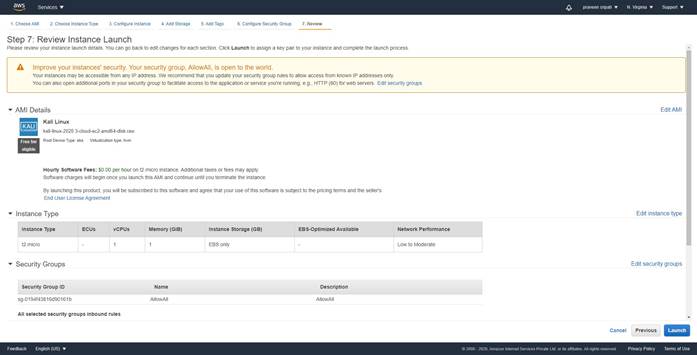 aws Services praveen sripati N. Virginia Support
1. Choose AMI 2. Choose Instance Type 3. Configure Instance 4. Add Storage 5. Add Tags 6. Configure Security Group 7. Review
Step 7: Review Instance Launch
Please review your instance launch details. You can go back to edit changes for each section. Click Launch to assign a key pair to your instance and complete the launch process.
Improve your instances' security. Your security group, AllowAll, is open to the world.
Your instances may be accessible from any IP address. We recommend that you update your security group rules to allow access from known IP addresses only.
You can also open additional ports in your security group to facilitate access to the application or service you're running, e.g., HTTP (80) for web servers. Edit security groups
AMI Details Edit AMI
KALI
Kali Linux
kali-linux-2020 3-cloud-ec2-amd64-disk.raw
Free tier eligible
Root Device Type: ebs Virtualization type: hvm
Hourly Software Fees: $0.00 per hour on t2.micro instance. Additional taxes or fees may apply.
Software charges will begin once you launch this AMI and continue until you terminate the instance.
By launching this product, you will be subscribed to this software and agree that your use of this software is subject to the pricing terms and the seller's
End User License Agreement
Instance Type Edit instance type
Instance Type ECUs vCPUs Memory (GiB) Instance Storage (GB) EBS-Optimized Available Network Performance
t2.micro - 1 1 EBS only - Low to Moderate
Security Groups Edit security groups
Security Group ID Name Description
AllowAll AllowAll
All selected security groups inbound rules
Cancel Previous Launch
Feedback English (US) © 2008 - 2020, Amazon Internet Services Private Ltd. or its affiliates. All rights reserved. Privacy Policy Terms of Use